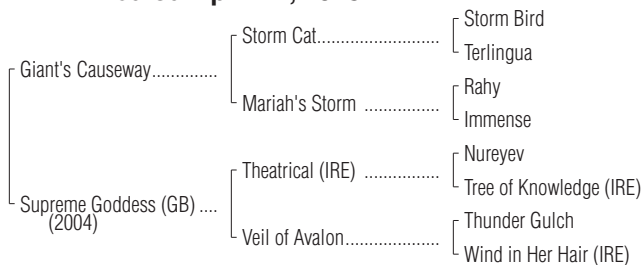 Storm Bird
Storm Cat..............................
Terlingua
Giant's Causeway...............
Rahy
Mariah's Storm ..................
Immense
Nureyev
Theatrical (IRE) ..................
Tree of Knowledge (IRE)
Supreme Goddess (GB) ....
(2004)
Thunder Gulch
Veil of Avalon.......................
Wind in Her Hair (IRE)